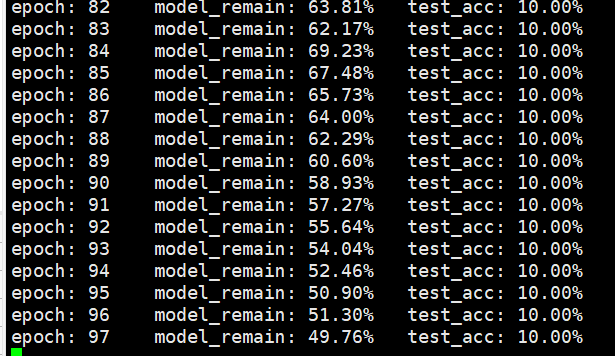 epoch: 82 model_remain: 63.81% test_acc: 10.00%
epoch: 83 model_remain: 62.17% test_acc: 10.00%
epoch: 84 model_remain: 69.23% test_acc: 10.00%
epoch: 85 model_remain: 67.48% test_acc: 10.00%
epoch: 86 model_remain: 65.73% test_acc: 10.00%
epoch: 87 model_remain: 64.00% test_acc: 10.00%
epoch: 88 model_remain: 62.29% test_acc: 10.00%
epoch: 89 model_remain: 60.60% test_acc: 10.00%
epoch: 90 model_remain: 58.93% test_acc: 10.00%
epoch: 91 model_remain: 57.27% test_acc: 10.00%
epoch: 92 model_remain: 55.64% test_acc: 10.00%
epoch: 93 model_remain: 54.04% test_acc: 10.00%
epoch: 94 model_remain: 52.46% test_acc: 10.00%
epoch: 95 model_remain: 50.90% test_acc: 10.00%
epoch: 96 model_remain: 51.30% test_acc: 10.00%
epoch: 97 model_remain: 49.76% test_acc: 10.00%